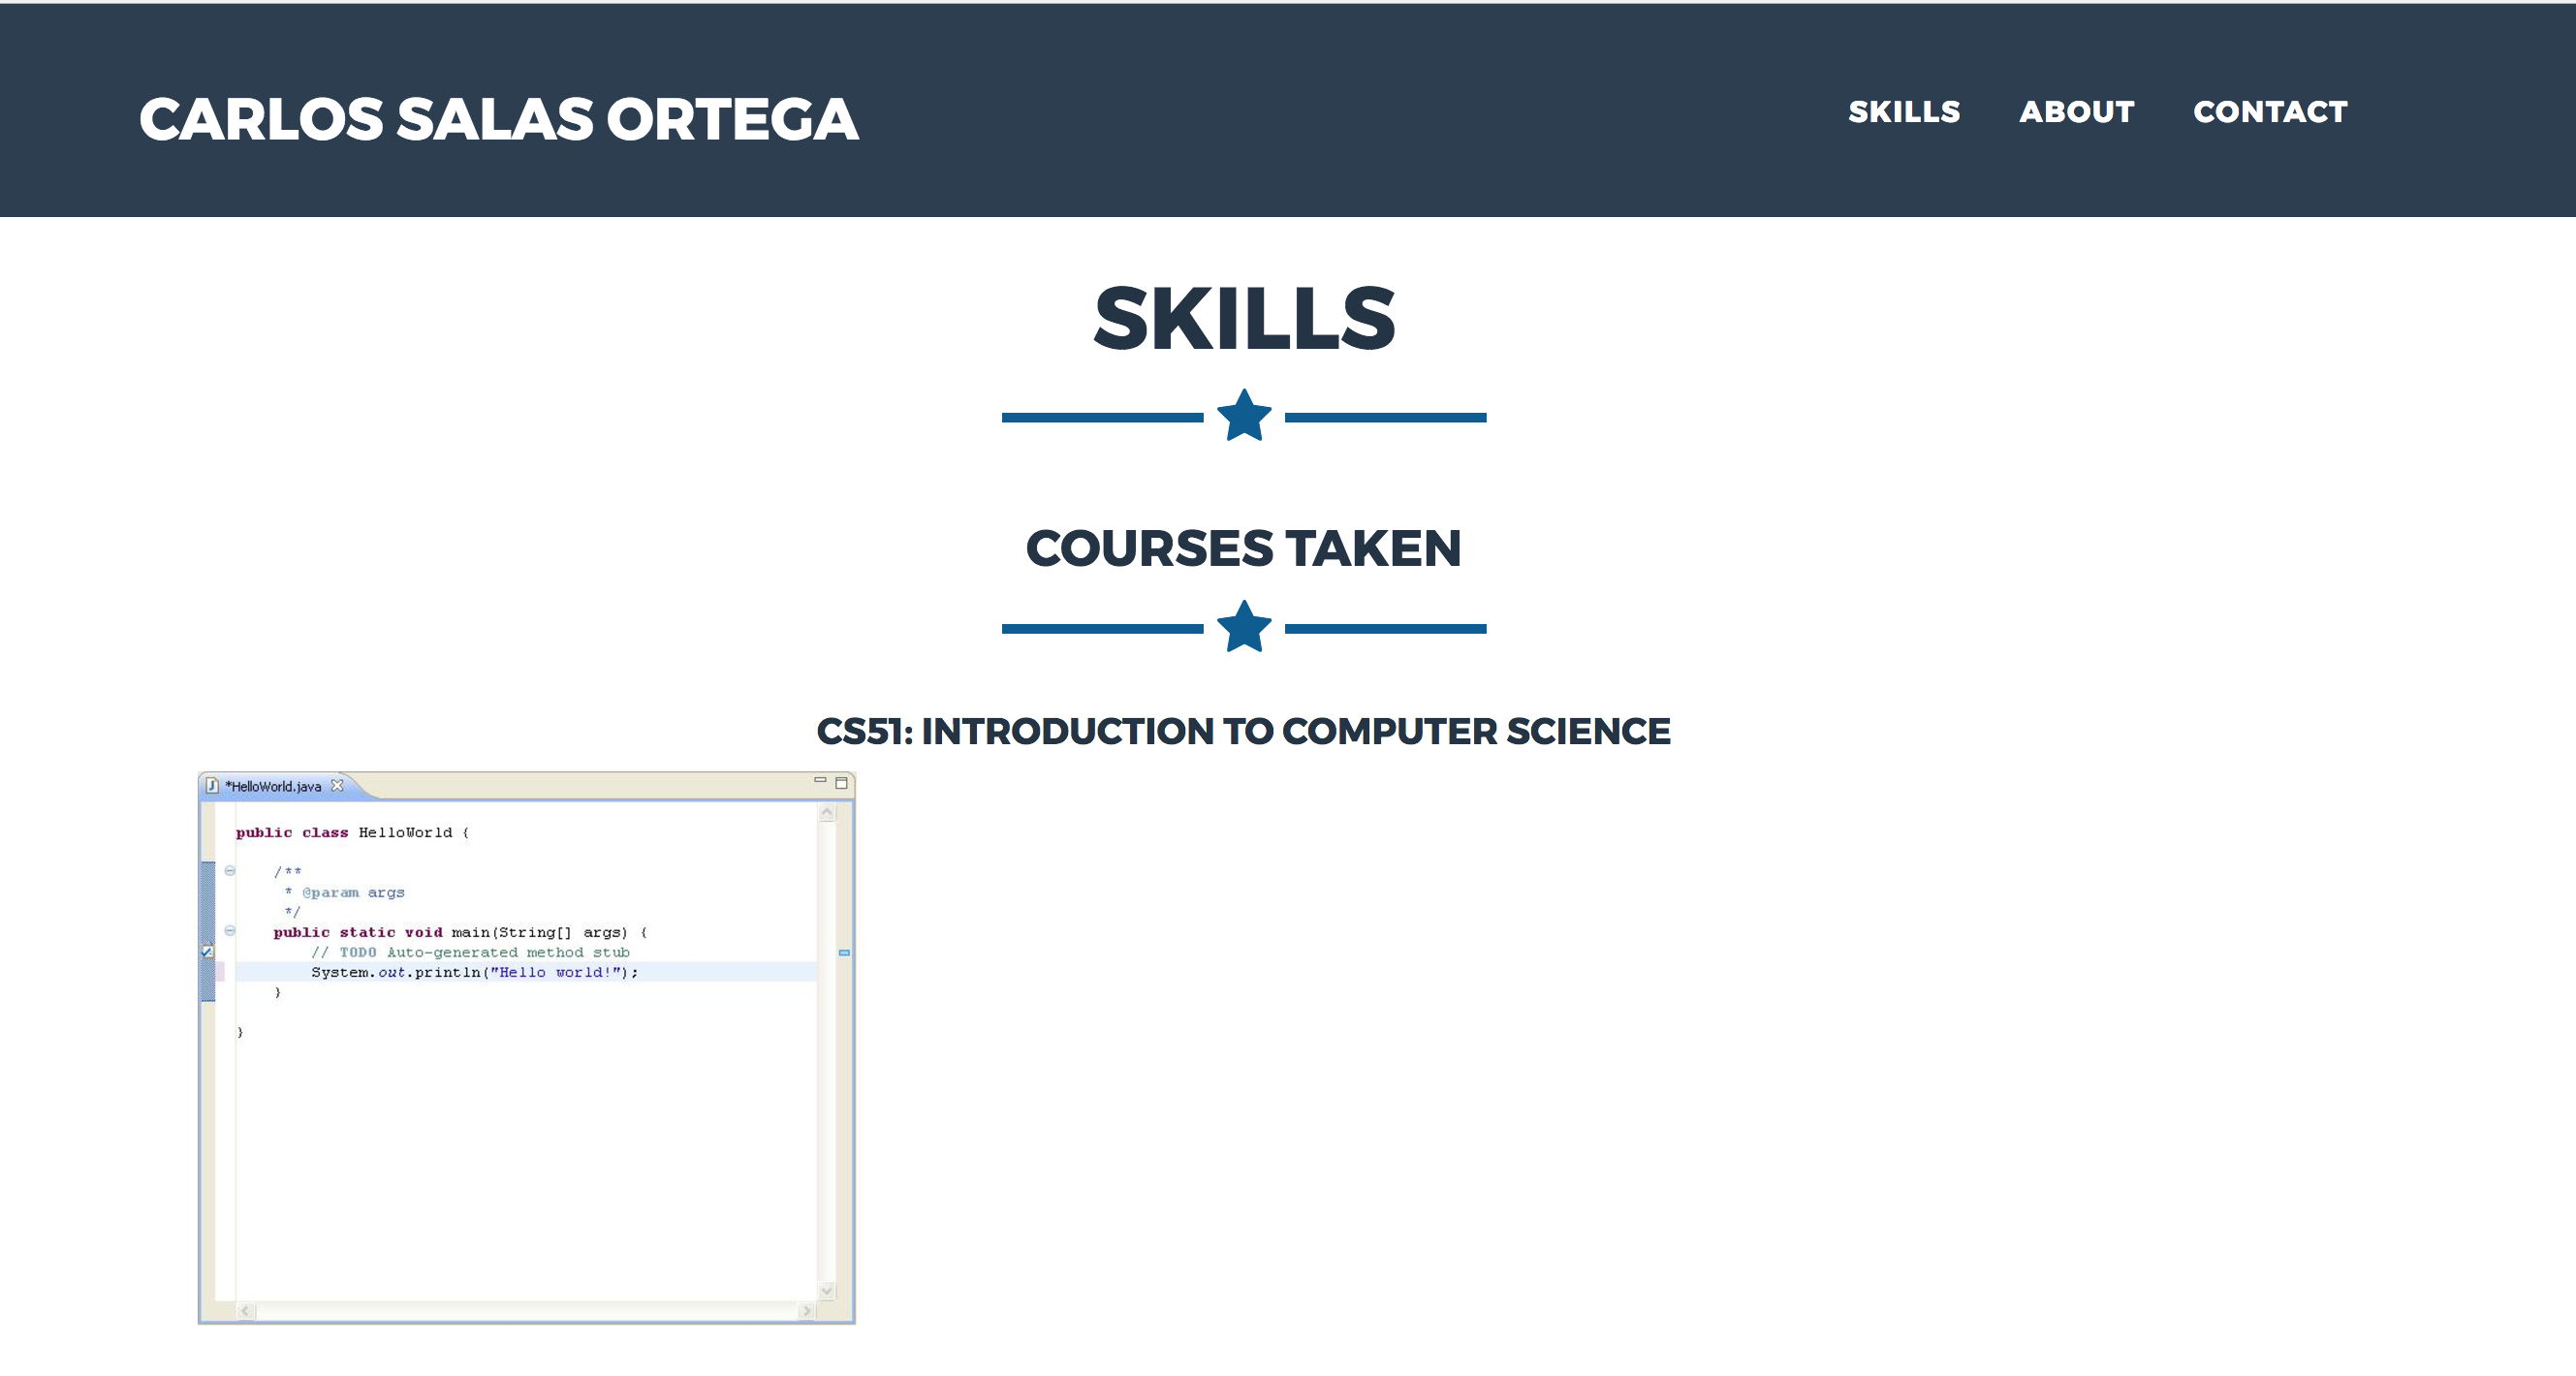 CARLOS SALAS ORTEGA
SKILLS ABOUT CONTACT
SKILLS
COURSES TAKEN
CS51: INTRODUCTION TO COMPUTER SCIENCE
*HelloWorld.java
public class HelloWorld {
/**
* @param args
*/
public static void main(String[] args) {
// TODO Auto-generated method stub
System.out.println("Hello world!");
}
}